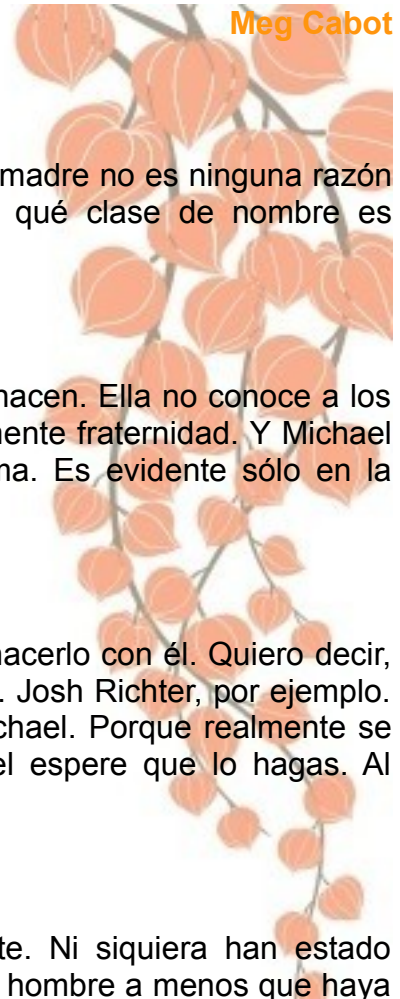 Meg Cabot
madre no es ninguna razón
qué clase de nombre es
hacen. Ella no conoce a los
mente fraternidad. Y Michael
ma. Es evidente sólo en la
hacerlo con él. Quiero decir,
. Josh Richter, por ejemplo.
chael. Porque realmente se
el espere que lo hagas. Al
te. Ni siquiera han estado
hombre a menos que haya